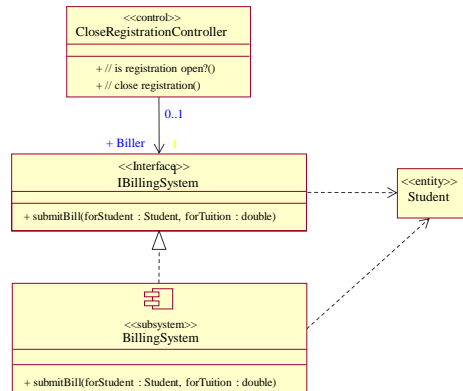 <<control>>
CloseRegistrationController
+ // is registration open?()
+ // close registration()
0..1
+ Biller 1
<<Interface>>
IBillingSystem
+ submitBill(forStudent : Student, forTuition : double)
<<entity>>
Student
<<subsystem>>
BillingSystem
+ submitBill(forStudent : Student, forTuition : double)